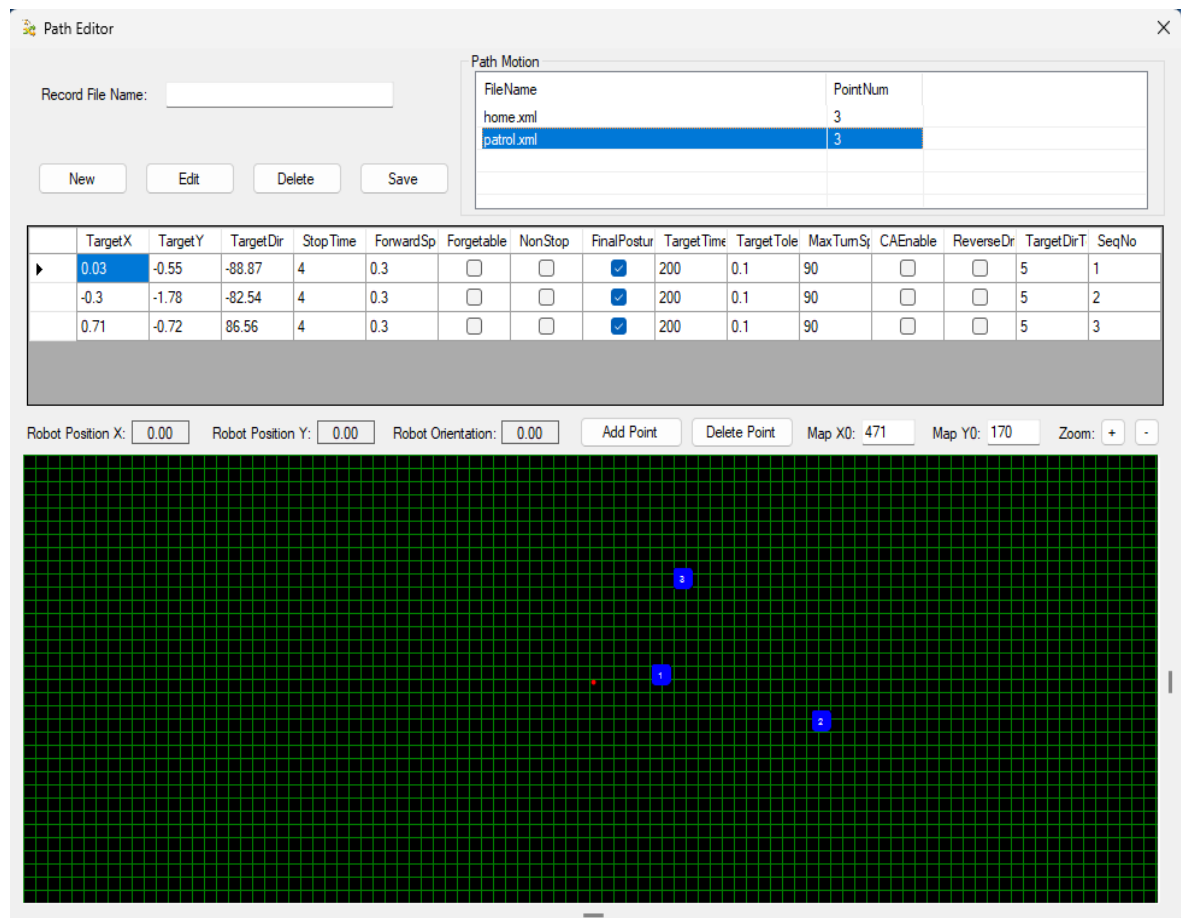 Path Editor
Path Motion
Record File Name:
FileName PointNum
home.xml 3
patrol.xml 3
New Edit Delete Save
TargetX TargetY TargetDir StopTime ForwardSp Forgetable NonStop FinalPostur TargetTime TargetTole MaxTurnSp CAEnable ReverseDr TargetDirT SeqNo
0.03 -0.55 -88.87 4 0.3 200 0.1 90 5 1
-0.3 -1.78 -82.54 4 0.3 200 0.1 90 5 2
0.71 -0.72 86.56 4 0.3 200 0.1 90 5 3
Robot Position X: 0.00 Robot Position Y: 0.00 Robot Orientation: 0.00 Add Point Delete Point Map X0: 471 Map Y0: 170 Zoom: + -
3
1
2